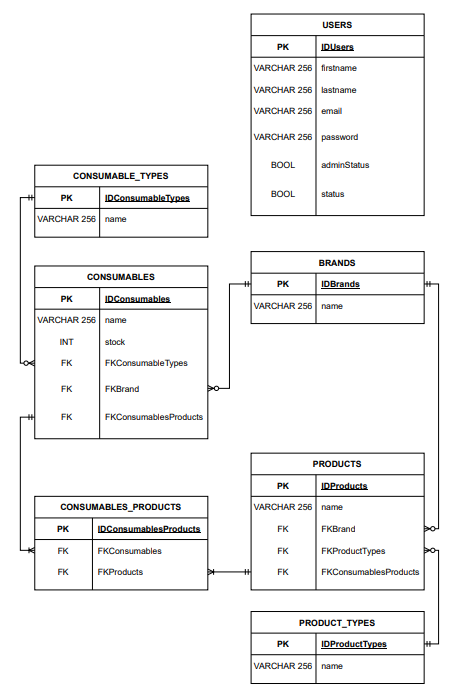 USERS
PK IDUsers
VARCHAR 256 firstname
VARCHAR 256 lastname
VARCHAR 256 email
VARCHAR 256 password
BOOL adminStatus
BOOL status
CONSUMABLE_TYPES
PK IDConsumableTypes
VARCHAR 256 name
CONSUMABLES
PK IDConsumables
VARCHAR 256 name
INT stock
FK FKConsumableTypes
FK FKBrand
FK FKConsumablesProducts
BRANDS
PK IDBrands
VARCHAR 256 name
CONSUMABLES_PRODUCTS
PK IDConsumablesProducts
FK FKConsumables
FK FKProducts
PRODUCTS
PK IDProducts
VARCHAR 256 name
FK FKBrand
FK FKProductTypes
FK FKConsumablesProducts
PRODUCT_TYPES
PK IDProductTypes
VARCHAR 256 name